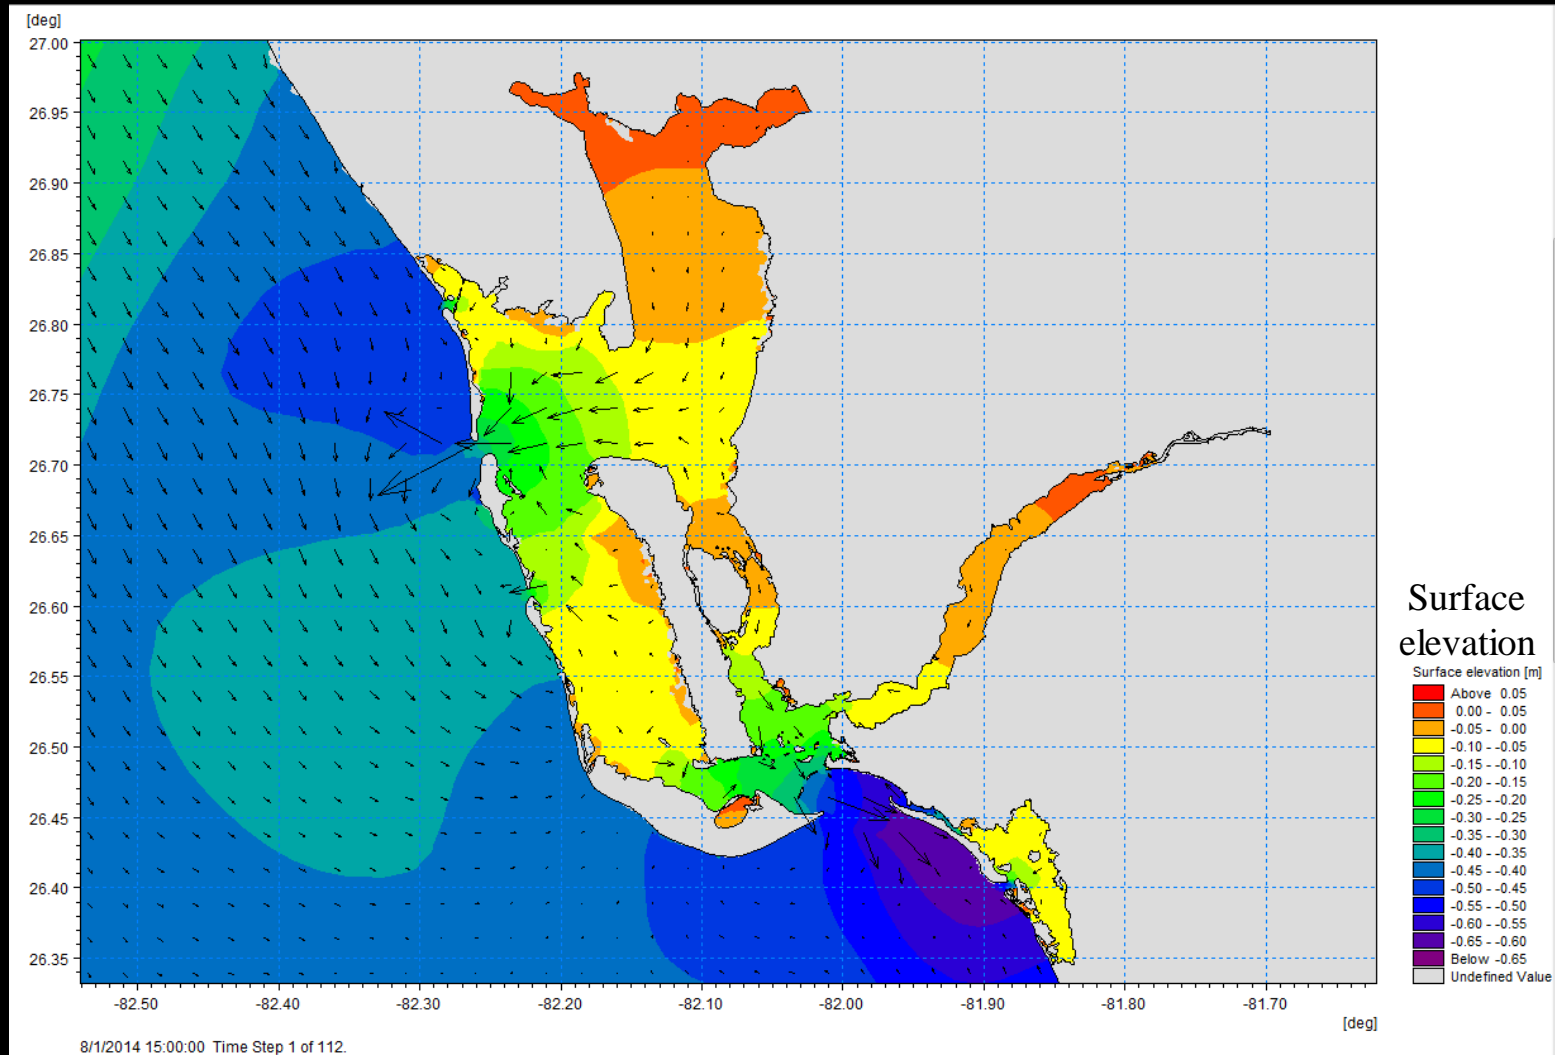 [deg]
27.00
26.95
26.90
26.85
26.80
26.75
26.70
26.65
26.60
26.55
26.50
26.45
26.40
26.35
-82.50 -82.40 -82.30 -82.20 -82.10 -82.00 -81.90 -81.80 -81.70
[deg]
8/1/2014 15:00:00 Time Step 1 of 112.
Surface
elevation
Surface elevation [m]
Above 0.05
0.00 - 0.05
-0.05 - 0.00
-0.10 - -0.05
-0.15 - -0.10
-0.20 - -0.15
-0.25 - -0.20
-0.30 - -0.25
-0.35 - -0.30
-0.40 - -0.35
-0.45 - -0.40
-0.50 - -0.45
-0.55 - -0.50
-0.60 - -0.55
-0.65 - -0.60
Below -0.65
Undefined Value